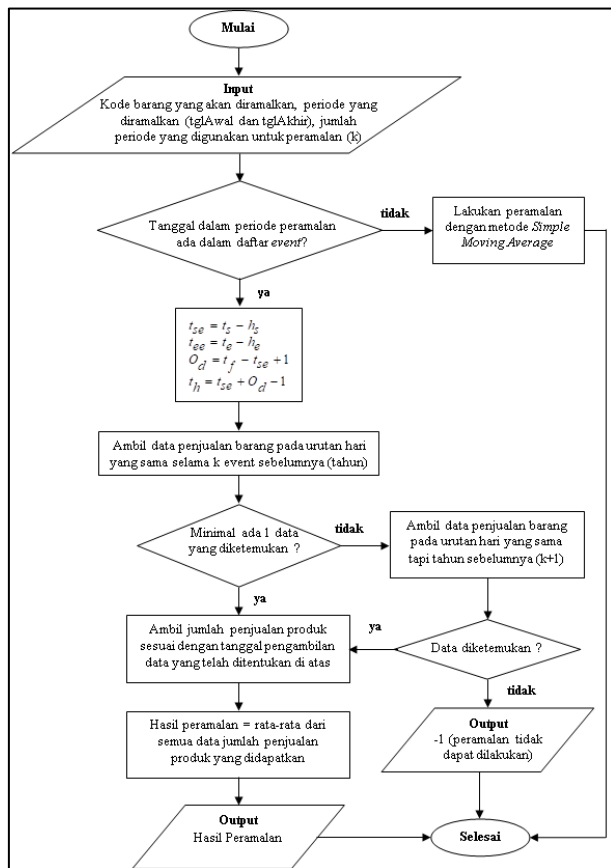 Mulai
Input
Kode barang yang akan diramalkan, periode yang
diramalkan (tglAwal dan tglAkhir), jumlah
periode yang digunakan untuk peramalan (k)
Tanggal dalam periode peramalan
ada dalam daftar event?
tidak
Lakukan peramalan
dengan metode Simple
Moving Average
ya
t_se = t_s − h_s
t_ee = t_e − h_e
O_d = t_f − t_se + 1
t_h = t_se + O_d − 1
Ambil data penjualan barang pada urutan hari
yang sama selama k event sebelumnya (tahun)
Minimal ada 1 data
yang diketemukan ?
tidak
Ambil data penjualan barang
pada urutan hari yang sama
tapi tahun sebelumnya (k+1)
ya
Ambil jumlah penjualan produk
sesuai dengan tanggal pengambilan
data yang telah ditentukan di atas
ya
Data diketemukan ?
tidak
Hasil peramalan = rata-rata dari
semua data jumlah penjualan
produk yang didapatkan
Output
-1 (peramalan tidak
dapat dilakukan)
Output
Hasil Peramalan
Selesai